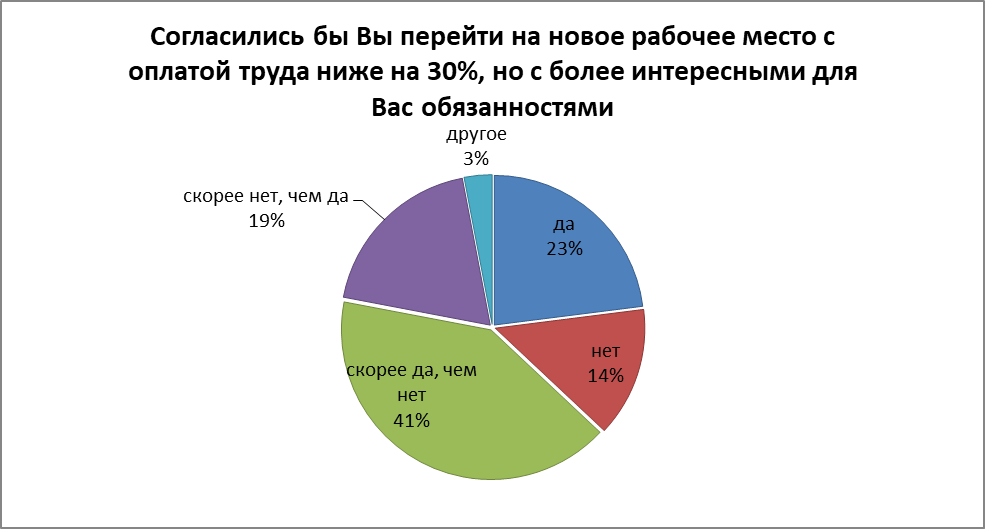 Согласились бы Вы перейти на новое рабочее место с
оплатой труда ниже на 30%, но с более интересными для
Вас обязанностями
другое
3%
скорее нет, чем да
19%
да
23%
нет
14%
скорее да, чем
нет
41%